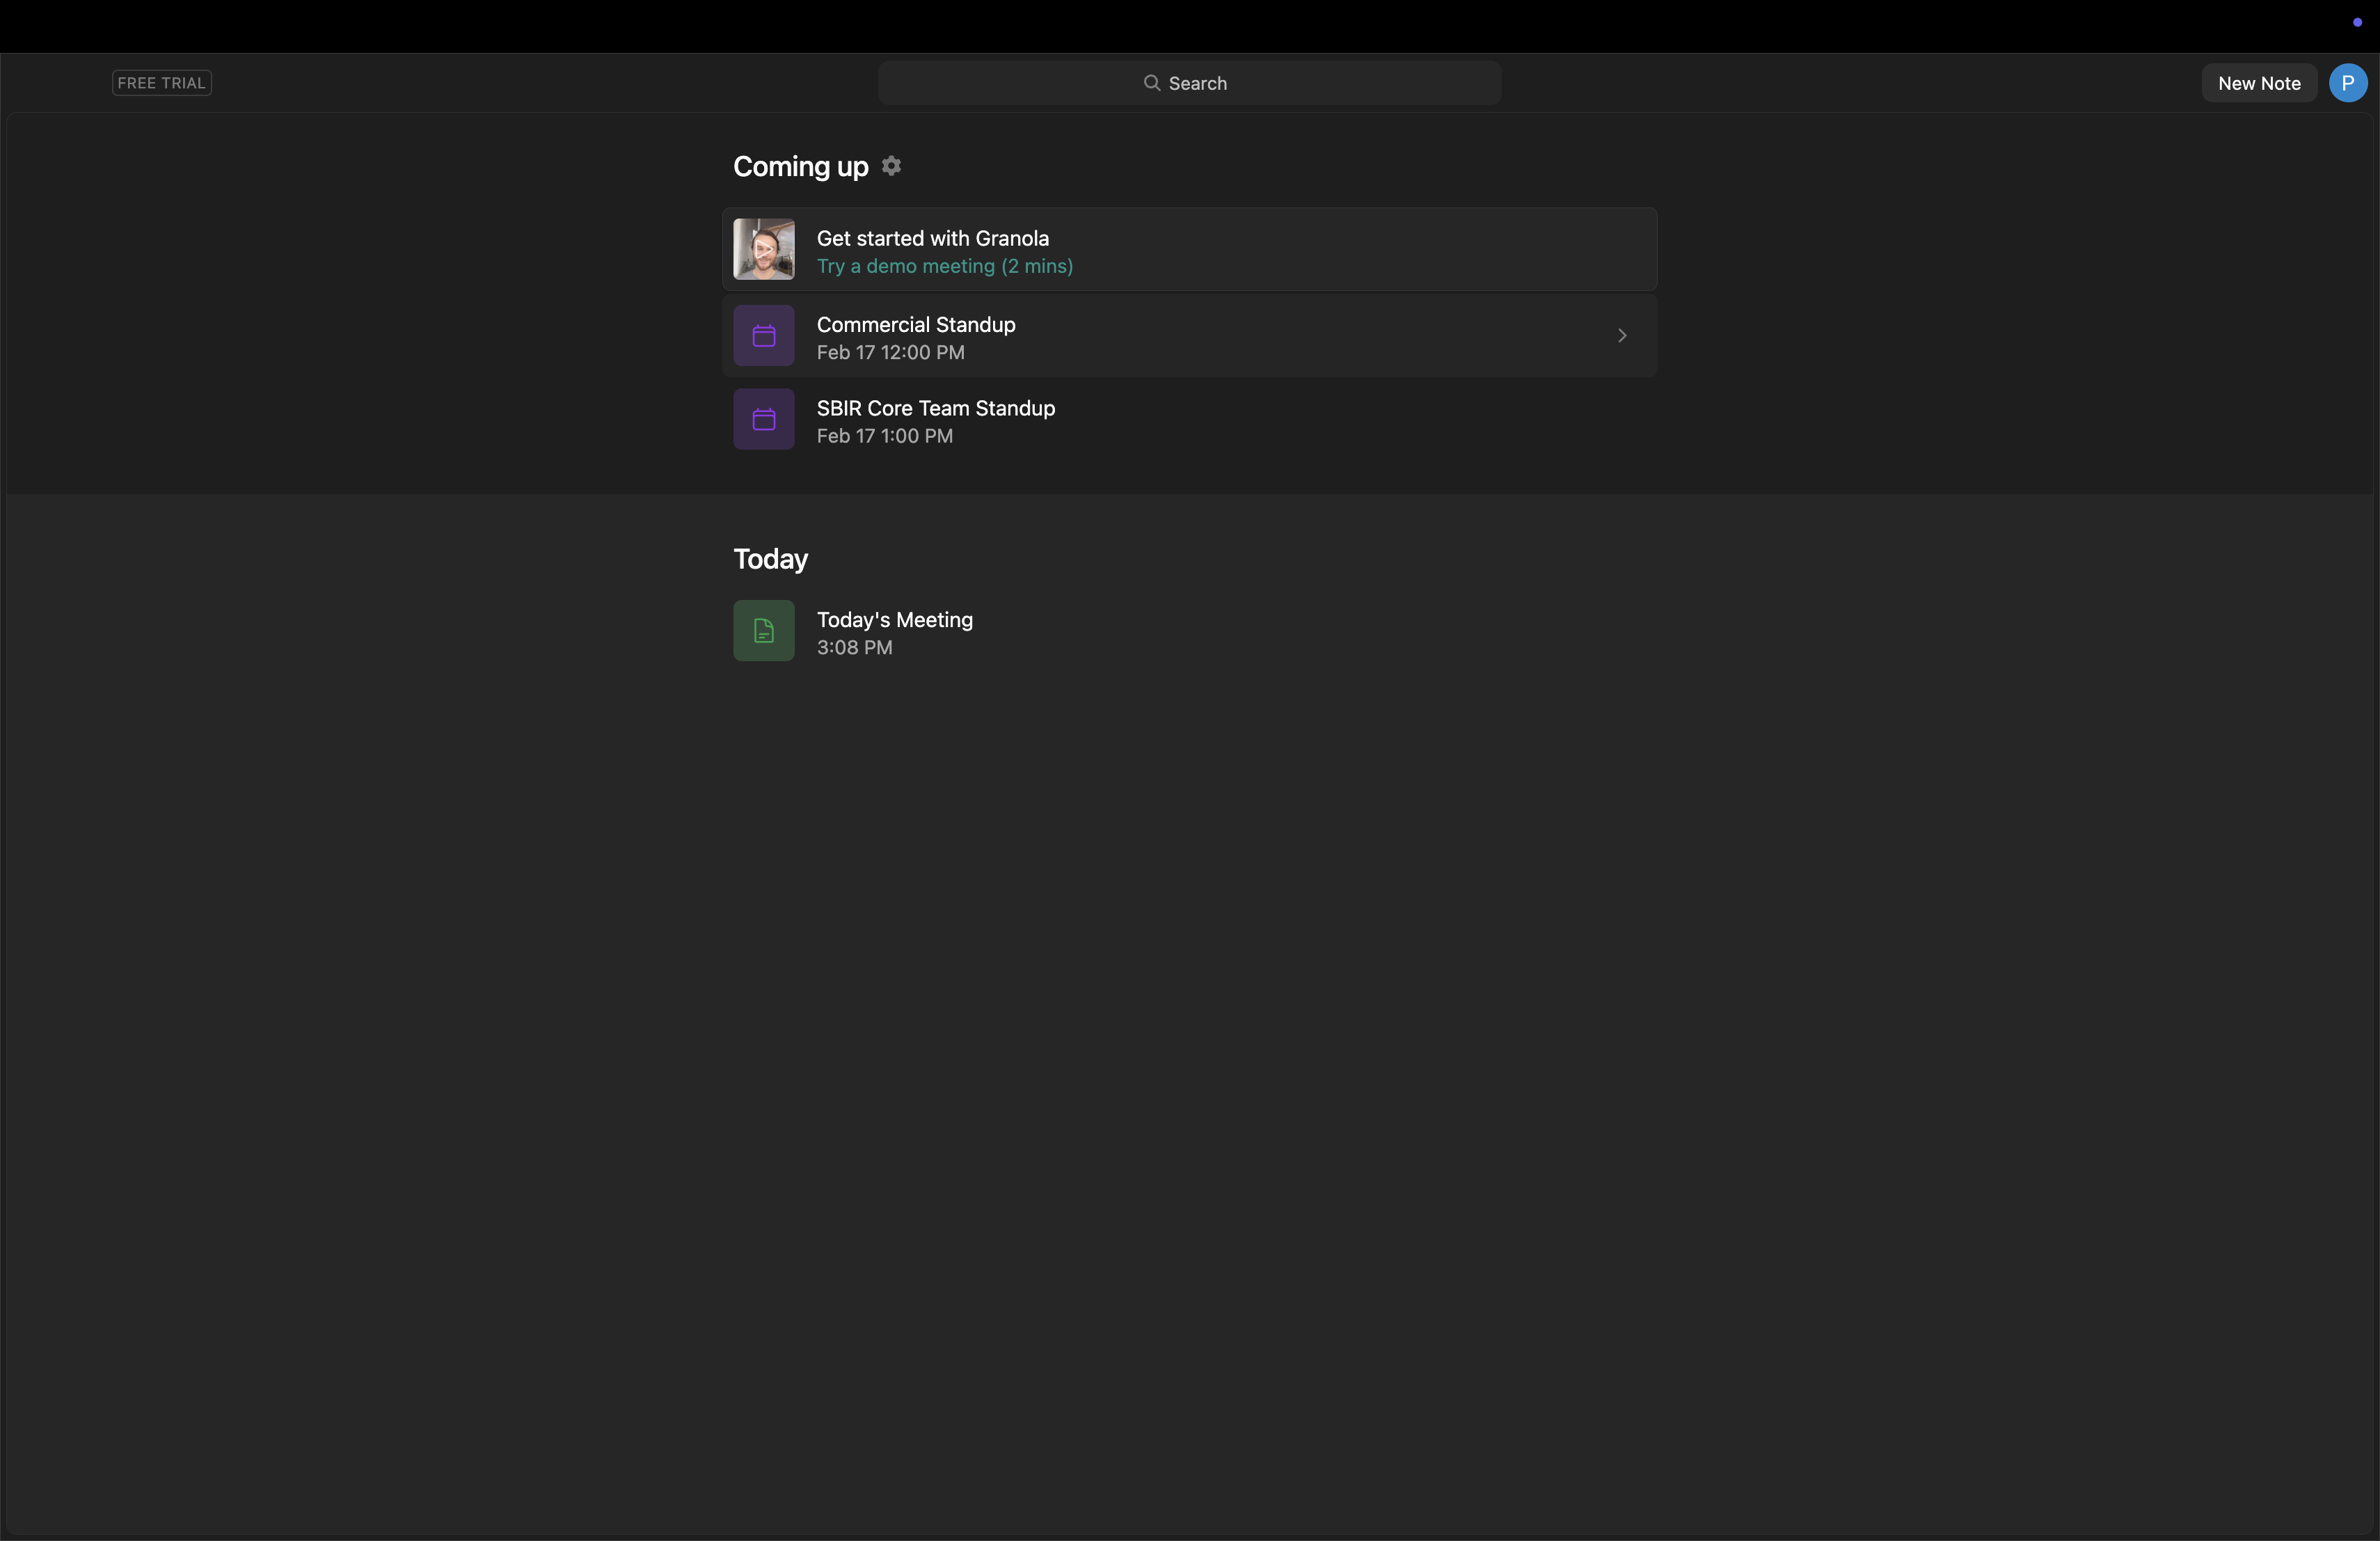 FREE TRIAL
Search
New Note
P
Coming up
Get started with Granola
Try a demo meeting (2 mins)
Commercial Standup
Feb 17 12:00 PM
SBIR Core Team Standup
Feb 17 1:00 PM
Today
Today's Meeting
3:08 PM